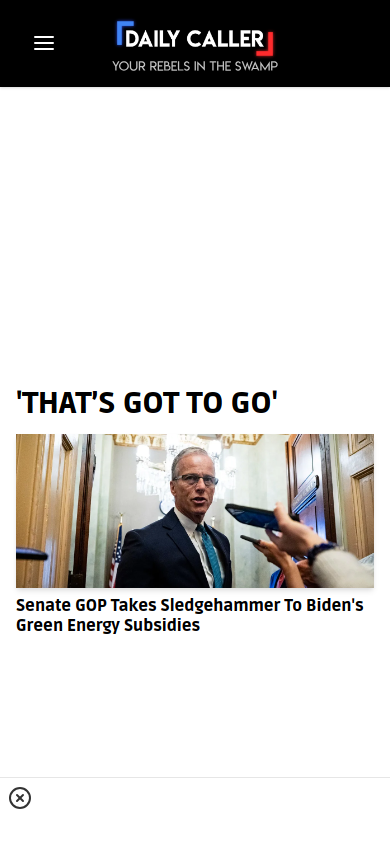 DAILY CALLER
YOUR REBELS IN THE SWAMP
'THAT’S GOT TO GO'
Senate GOP Takes Sledgehammer To Biden's
Green Energy Subsidies